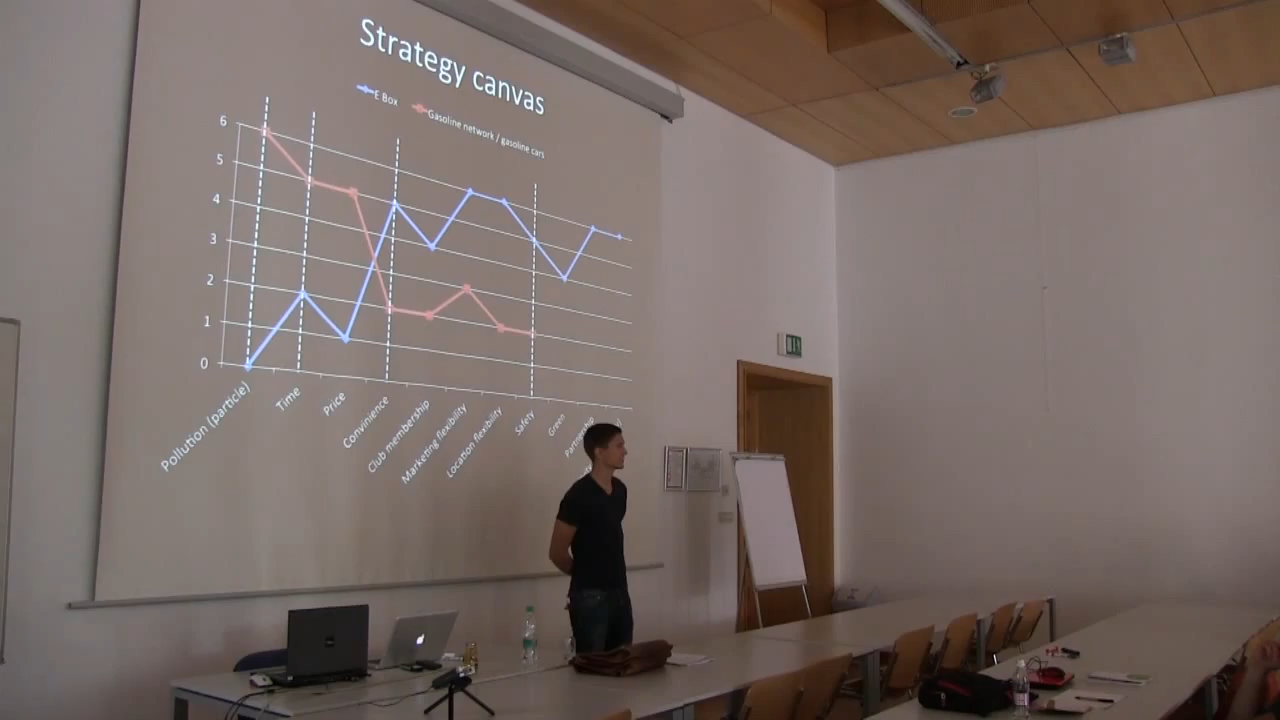 Strategy canvas
E Box
Gasoline network / gasoline cars
6
5
4
3
2
1
0
Pollution (particle)
Time
Price
Convinience
Club membership
Marketing flexibility
Location flexibility
Safety
Green
Partnership